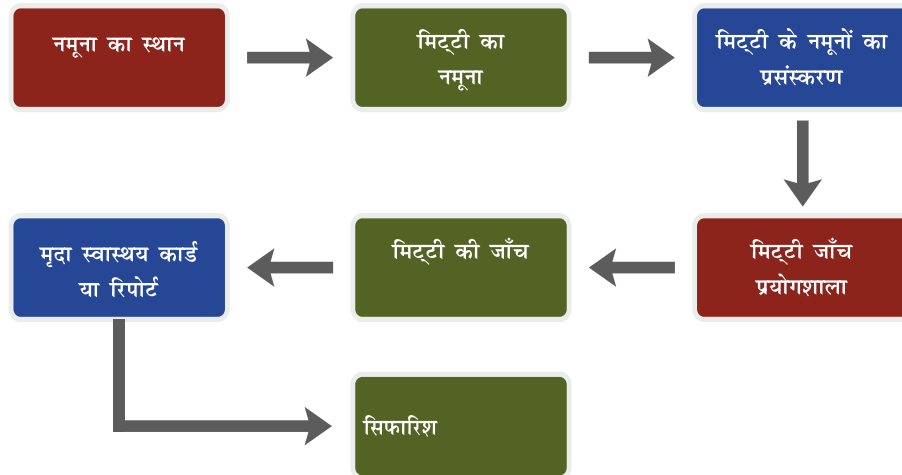 नमूना का स्थान
मिट्टी का
नमूना
मिट्टी के नमूनों का
प्रसंस्करण
मिट्टी जाँच
प्रयोगशाला
मिट्टी की जाँच
मृदा स्वास्थय कार्ड
या रिपोर्ट
सिफारिश